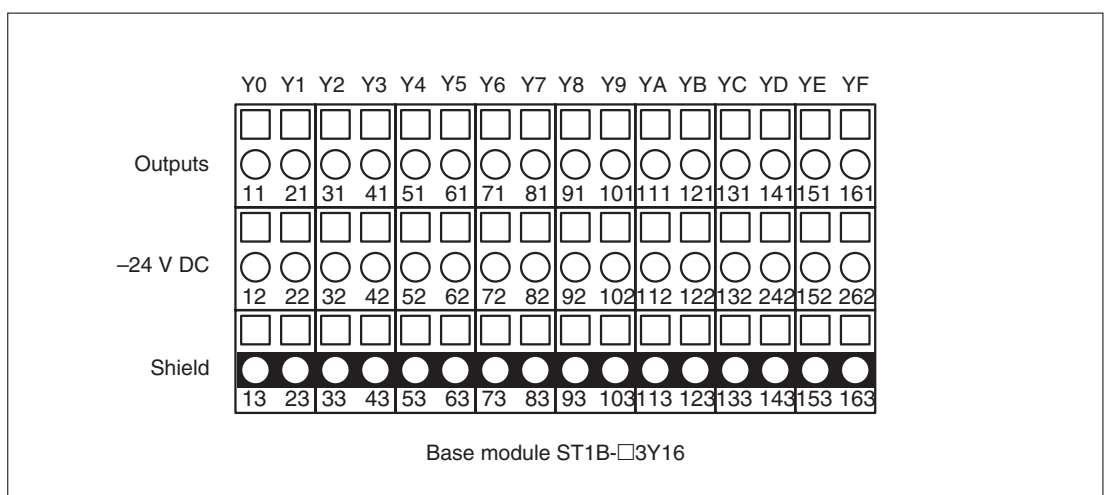 Y0 Y1 Y2 Y3 Y4 Y5 Y6 Y7 Y8 Y9 YA YB YC YD YE YF
Outputs
11 21 31 41 51 61 71 81 91 101 111 121 131 141 151 161
–24 V DC
12 22 32 42 52 62 72 82 92 102 112 122 132 242 152 262
Shield
13 23 33 43 53 63 73 83 93 103 113 123 133 143 153 163
Base module ST1B-□3Y16